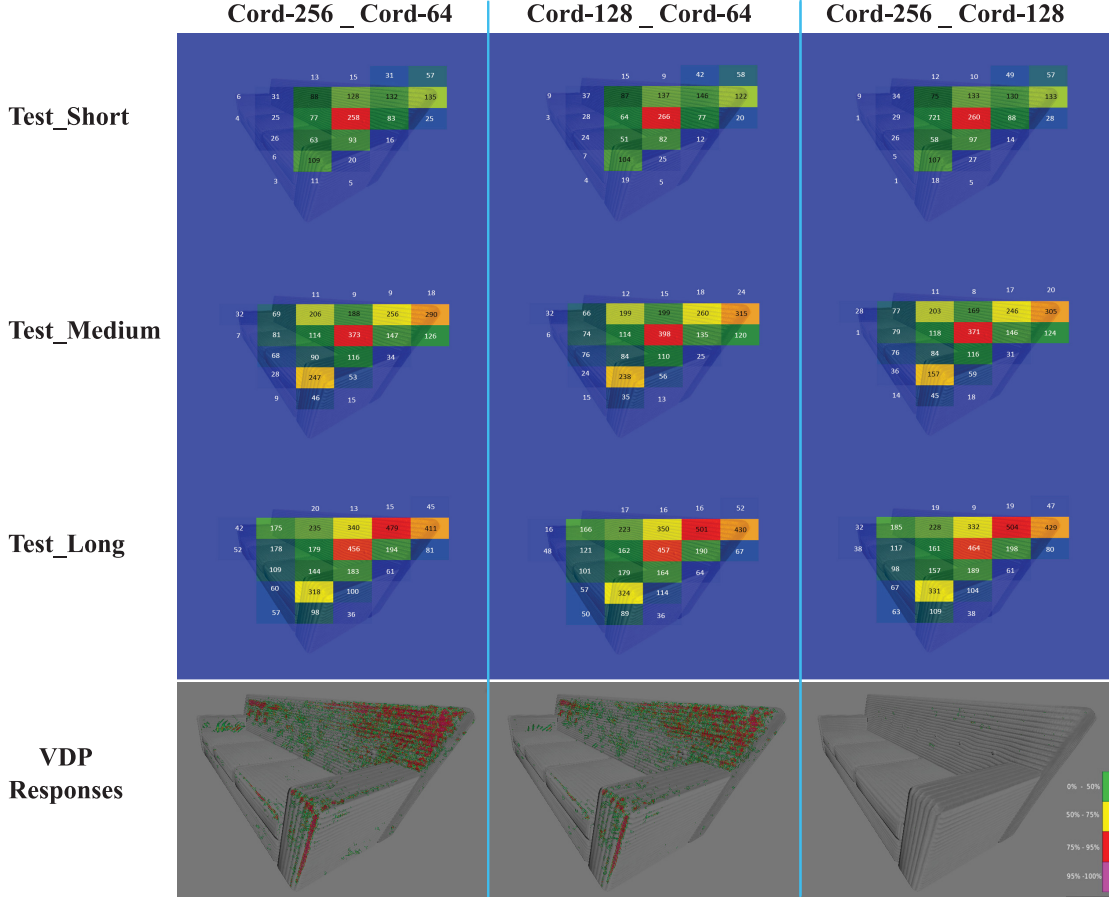 Cord-256 _ Cord-64 Cord-128 _ Cord-64 Cord-256 _ Cord-128
Test_Short
13 15 31 57
6 31 88 128 132 135
4 25 77 258 83 25
24 63 93 16
6 109 20
3 11 5
15 9 42 58
9 37 87 137 146 122
3 28 64 266 77 20
24 51 82 12
7 104 25
4 19 5
12 10 49 57
9 34 75 133 130 133
1 29 721 260 88 28
26 58 97 14
5 107 27
1 18 5
Test_Medium
11 9 9 18
32 69 206 188 256 290
7 81 114 373 147 126
68 90 116 34
28 247 53
9 46 15
12 15 18 24
32 66 199 199 260 315
6 74 114 398 135 120
76 84 110 25
24 238 56
15 35 13
11 8 17 20
28 77 203 169 246 305
1 79 118 371 146 124
76 84 116 31
36 157 59
14 45 18
Test_Long
20 13 15 45
42 175 235 340 479 411
52 178 179 456 194 81
109 144 183 61
60 318 100
57 98 36
17 16 16 52
16 166 223 350 501 430
48 121 162 457 190 67
101 179 164 64
57 324 114
50 89 36
19 9 19 47
32 185 228 332 504 429
38 117 161 464 198 80
98 157 189 61
67 331 104
63 109 38
VDP
Responses
0% - 50%
50% - 75%
75% - 95%
95% -100%